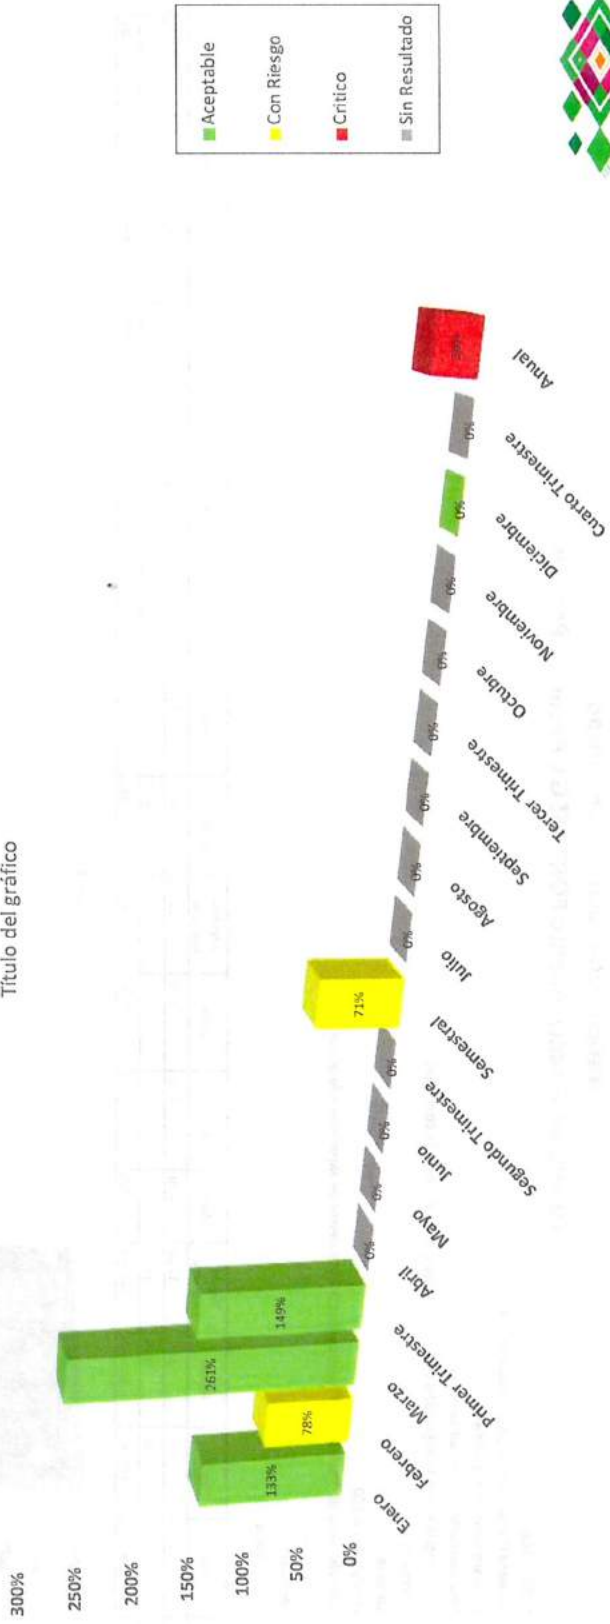 Título del gráfico
300%
250%
200%
150%
100%
50%
0%
133%
78%
261%
149%
0%
0%
0%
0%
71%
0%
0%
0%
0%
0%
0%
0%
0%
Enero
Febrero
Marzo
Primer Trimestre
Abril
Mayo
Junio
Segundo Trimestre
Semestral
Julio
Agosto
Septiembre
Tercer Trimestre
Octubre
Noviembre
Diciembre
Cuarto Trimestre
Anual
Aceptable
Con Riesgo
Critico
Sin Resultado